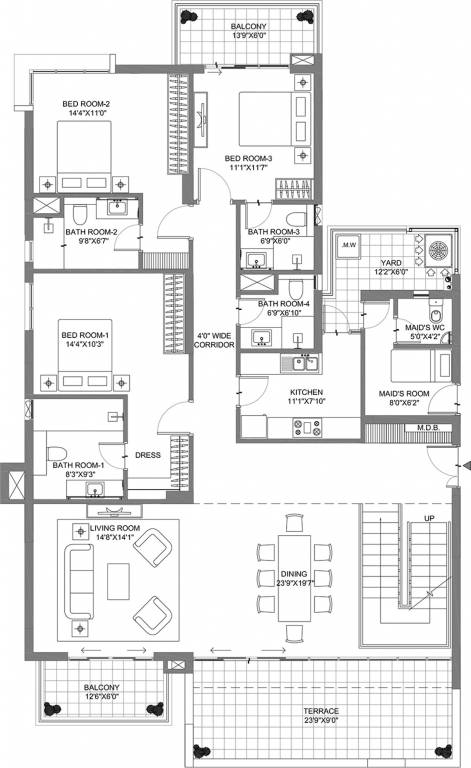 BALCONY
13'9"X6'0"
BED ROOM-2
14'4"X11'0"
BED ROOM-3
11'1"X11'7"
BATH ROOM-2
9'8"X6'7"
BATH ROOM-3
6'9"X6'0"
M.W
YARD
12'2"X6'0"
BATH ROOM-4
6'9"X6'10"
BED ROOM-1
14'4"X10'3"
4'0" WIDE
CORRIDOR
MAID'S WC
5'0"X4'2"
KITCHEN
11'1"X7'10"
MAID'S ROOM
8'0"X6'2"
M.D.B.
BATH ROOM-1
8'3"X9'3"
DRESS
LIVING ROOM
14'8"X14'1"
UP
DINING
23'9"X19'7"
BALCONY
12'6"X6'0"
TERRACE
23'9"X9'0"